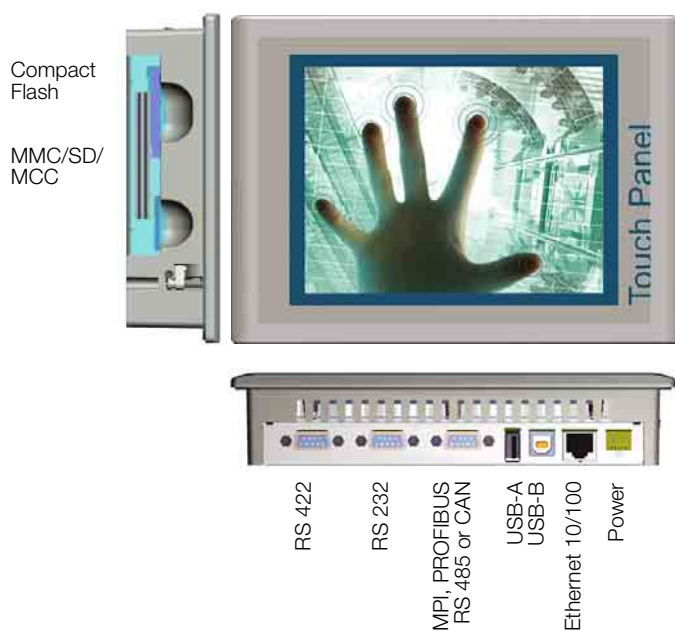 Compact
Flash
MMC/SD/
MCC
Touch Panel
RS 422
RS 232
MPI, PROFIBUS
RS 485 or CAN
USB-A
USB-B
Ethernet 10/100
Power